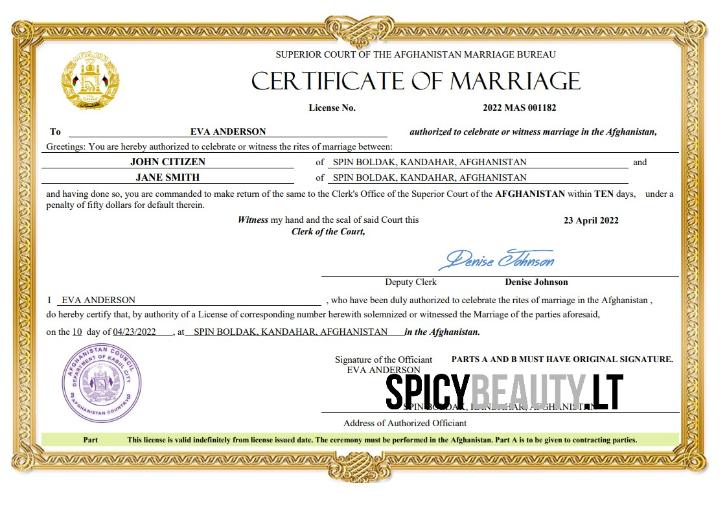 SUPERIOR COURT OF THE AFGHANISTAN MARRIAGE BUREAU
CERTIFICATE OF MARRIAGE
License No. 2022 MAS 001182
To EVA ANDERSON authorized to celebrate or witness marriage in the Afghanistan,
Greetings: You are hereby authorized to celebrate or witness the rites of marriage between:
JOHN CITIZEN of SPIN BOLDAK, KANDAHAR, AFGHANISTAN and
JANE SMITH of SPIN BOLDAK, KANDAHAR, AFGHANISTAN
and having done so, you are commanded to make return of the same to the Clerk's Office of the Superior Court of the AFGHANISTAN within TEN days, under a
penalty of fifty dollars for default therein.
Witness my hand and the seal of said Court this 23 April 2022
Clerk of the Court,
Denise Johnson
Deputy Clerk Denise Johnson
I EVA ANDERSON , who have been duly authorized to celebrate the rites of marriage in the Afghanistan ,
do hereby certify that, by authority of a License of corresponding number herewith solemnized or witnessed the Marriage of the parties aforesaid,
on the 10 day of 04/23/2022 , at SPIN BOLDAK, KANDAHAR, AFGHANISTAN in the Afghanistan.
AFGHANISTAN COUNCIL
DEPARTMENT OF KABUL CITY
AFGHANISTAN COUNTRY
Signature of the Officiant PARTS A AND B MUST HAVE ORIGINAL SIGNATURE.
EVA ANDERSON
SPICYBEAUTY.LT
SPIN BOLDAK, KANDAHAR, AFGHANISTAN
Address of Authorized Officiant
Part This license is valid indefinitely from license issued date. The ceremony must be performed in the Afghanistan. Part A is to be given to contracting parties.